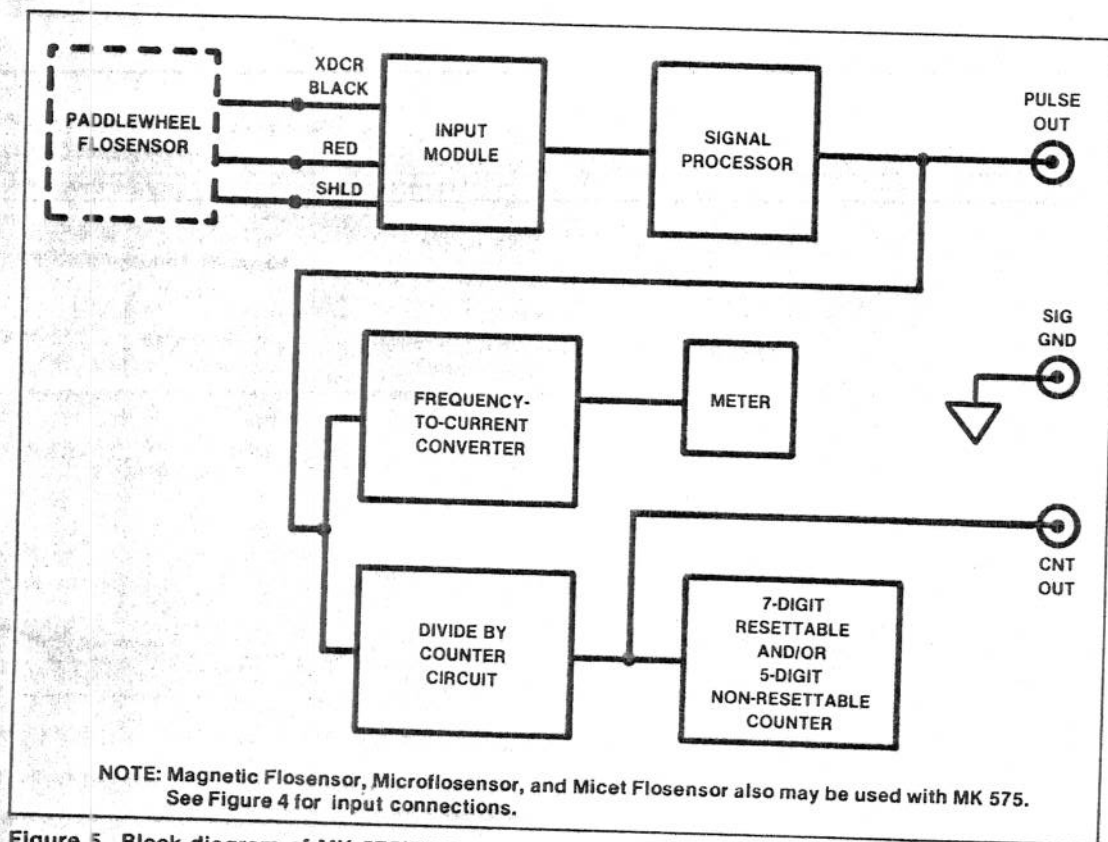 XDCR
BLACK
PADDLEWHEEL
FLOSENSOR
RED
SHLD
INPUT
MODULE
SIGNAL
PROCESSOR
PULSE
OUT
SIG
GND
FREQUENCY-
TO-CURRENT
CONVERTER
METER
CNT
OUT
DIVIDE BY
COUNTER
CIRCUIT
7-DIGIT
RESETTABLE
AND/OR
5-DIGIT
NON-RESETTABLE
COUNTER
NOTE: Magnetic Flosensor, Microflosensor, and Micet Flosensor also may be used with MK 575.
See Figure 4 for input connections.
Figure 5. Block diagram of MK